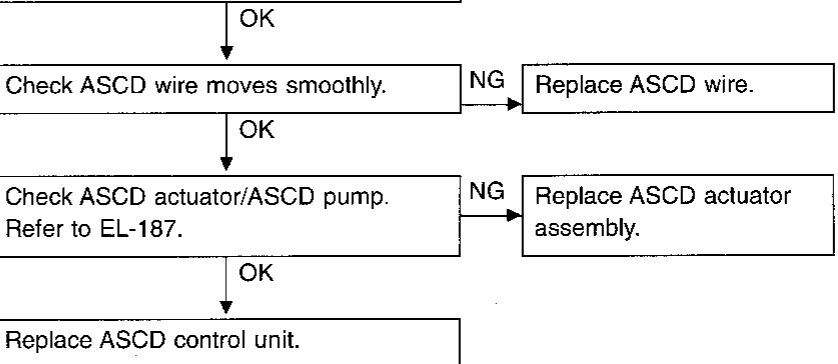 OK
Check ASCD wire moves smoothly.
NG
Replace ASCD wire.
OK
Check ASCD actuator/ASCD pump.
Refer to EL-187.
NG
Replace ASCD actuator
assembly.
OK
Replace ASCD control unit.